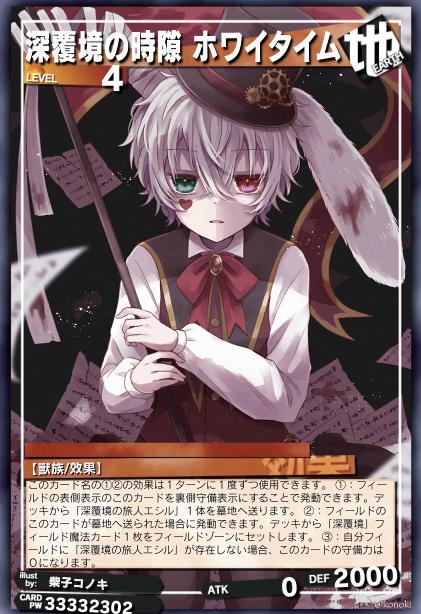 深覆境の時隙 ホワイタイム
地
EARTH
LEVEL
4
【獣族/効果】
効果
このカード名の①②の効果は1ターンに1度ずつ使用できます。 ①：フィー
ルドの表側表示のこのカードを裏側守備表示にすることで発動できます。デ
ッキから「深覆境の旅人エシル」1体を墓地へ送ります。 ②：フィールド
のこのカードが墓地へ送られた場合に発動できます。デッキから「深覆境」フ
ィールド魔法カード1枚をフィールドゾーンにセットします。 ③：自分フィ
ールドに「深覆境の旅人エシル」が存在しない場合、このカードの守備力は
0になります。
illust by: 柴子コノキ
ATK 0 DEF 2000
CARD PW 33332302
@konoki